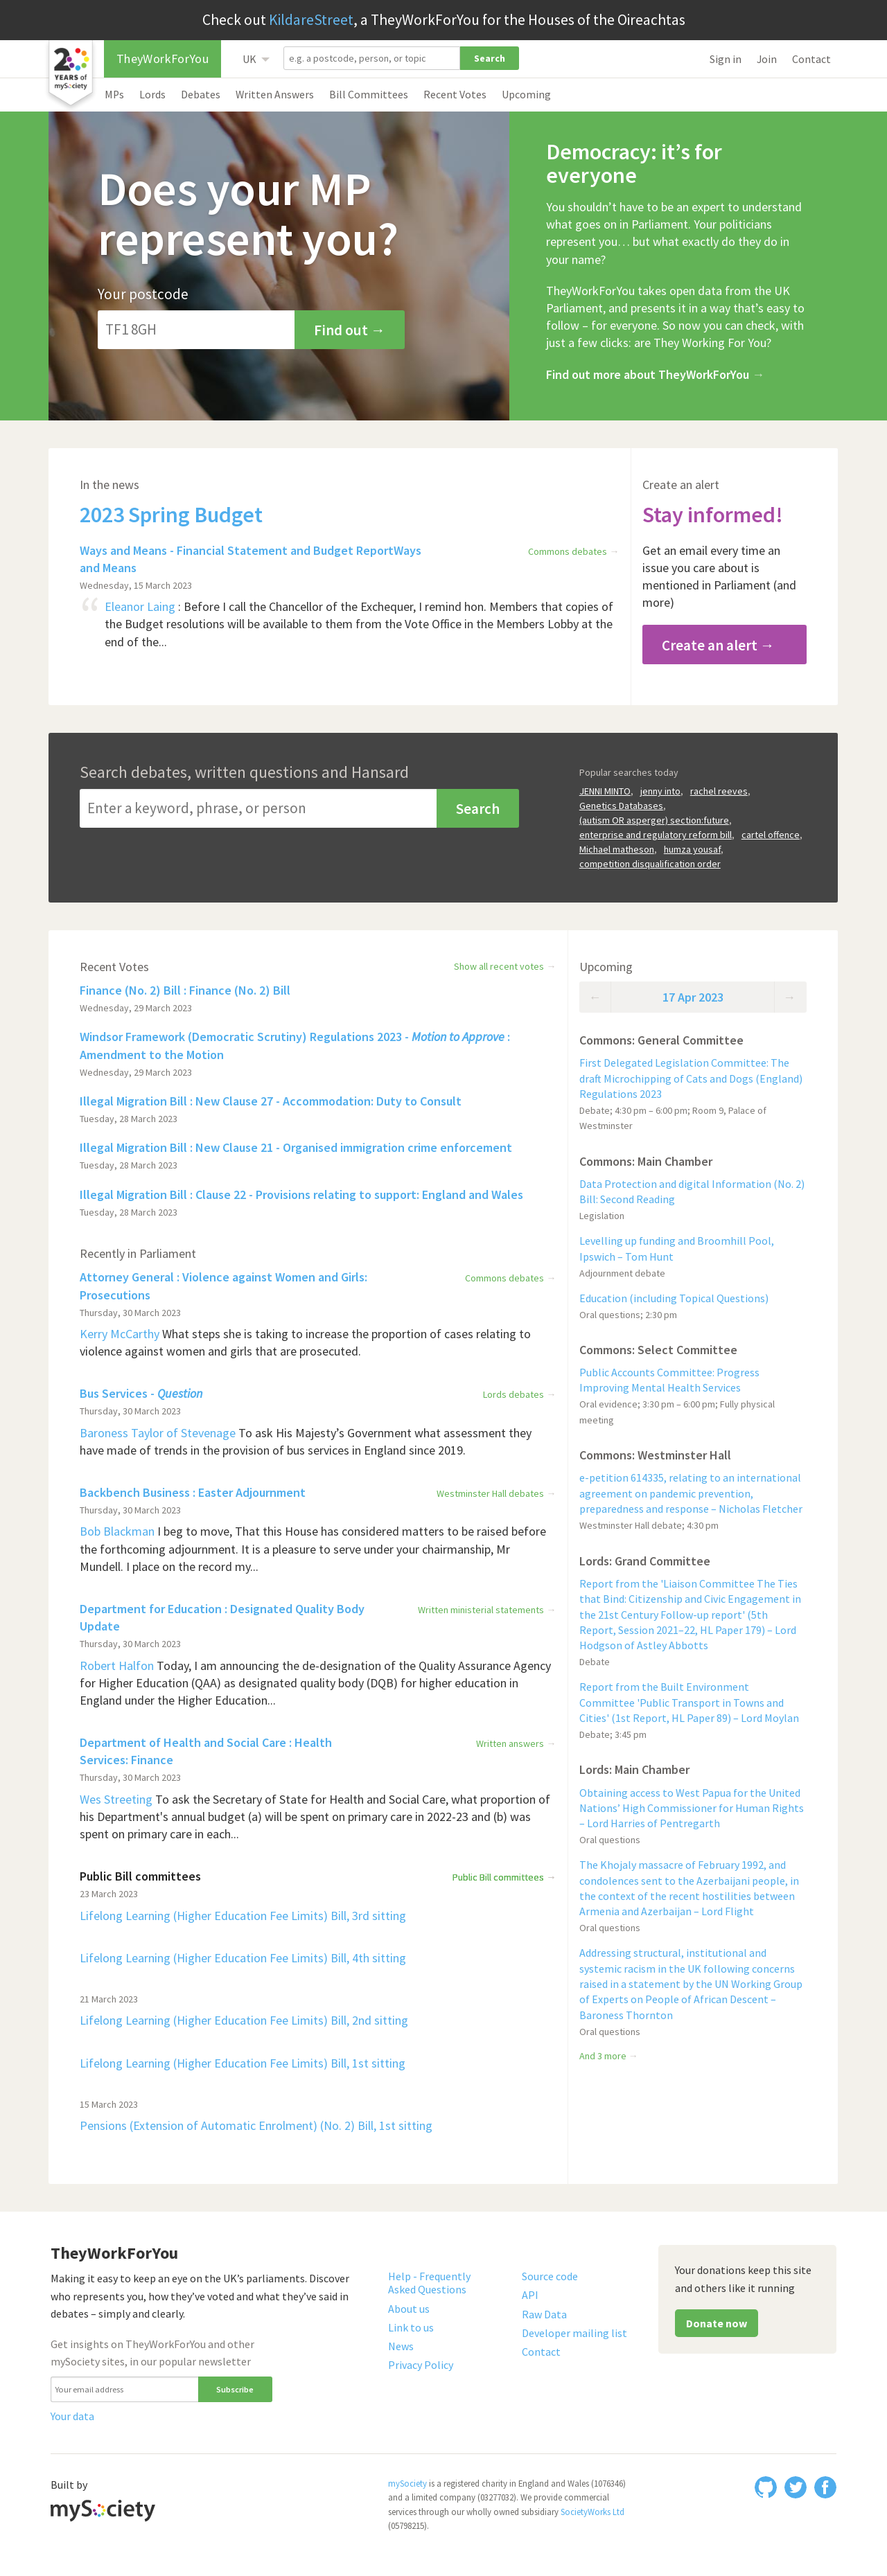 Check out KildareStreet, a TheyWorkForYou for the Houses of the Oireachtas
20
YEARS of
mySociety
TheyWorkForYou
UK
e.g. a postcode, person, or topic
Search
Sign in
Join
Contact
MPs
Lords
Debates
Written Answers
Bill Committees
Recent Votes
Upcoming
Does your MP
represent you?
Your postcode
TF1 8GH
Find out →
Democracy: it’s for
everyone
You shouldn’t have to be an expert to understand
what goes on in Parliament. Your politicians
represent you… but what exactly do they do in
your name?
TheyWorkForYou takes open data from the UK
Parliament, and presents it in a way that’s easy to
follow – for everyone. So now you can check, with
just a few clicks: are They Working For You?
Find out more about TheyWorkForYou →
In the news
2023 Spring Budget
Ways and Means - Financial Statement and Budget ReportWays
and Means
Commons debates →
Wednesday, 15 March 2023
“ Eleanor Laing : Before I call the Chancellor of the Exchequer, I remind hon. Members that copies of
the Budget resolutions will be available to them from the Vote Office in the Members Lobby at the
end of the...
Create an alert
Stay informed!
Get an email every time an
issue you care about is
mentioned in Parliament (and
more)
Create an alert →
Search debates, written questions and Hansard
Enter a keyword, phrase, or person
Search
Popular searches today
JENNI MINTO, jenny into, rachel reeves,
Genetics Databases,
(autism OR asperger) section:future,
enterprise and regulatory reform bill, cartel offence,
Michael matheson, humza yousaf,
competition disqualification order
Recent Votes
Show all recent votes →
Finance (No. 2) Bill : Finance (No. 2) Bill
Wednesday, 29 March 2023
Windsor Framework (Democratic Scrutiny) Regulations 2023 - Motion to Approve :
Amendment to the Motion
Wednesday, 29 March 2023
Illegal Migration Bill : New Clause 27 - Accommodation: Duty to Consult
Tuesday, 28 March 2023
Illegal Migration Bill : New Clause 21 - Organised immigration crime enforcement
Tuesday, 28 March 2023
Illegal Migration Bill : Clause 22 - Provisions relating to support: England and Wales
Tuesday, 28 March 2023
Recently in Parliament
Attorney General : Violence against Women and Girls:
Prosecutions
Commons debates →
Thursday, 30 March 2023
Kerry McCarthy What steps she is taking to increase the proportion of cases relating to
violence against women and girls that are prosecuted.
Bus Services - Question
Lords debates →
Thursday, 30 March 2023
Baroness Taylor of Stevenage To ask His Majesty’s Government what assessment they
have made of trends in the provision of bus services in England since 2019.
Backbench Business : Easter Adjournment
Westminster Hall debates →
Thursday, 30 March 2023
Bob Blackman I beg to move, That this House has considered matters to be raised before
the forthcoming adjournment. It is a pleasure to serve under your chairmanship, Mr
Mundell. I place on the record my...
Department for Education : Designated Quality Body
Update
Written ministerial statements →
Thursday, 30 March 2023
Robert Halfon Today, I am announcing the de-designation of the Quality Assurance Agency
for Higher Education (QAA) as designated quality body (DQB) for higher education in
England under the Higher Education...
Department of Health and Social Care : Health
Services: Finance
Written answers →
Thursday, 30 March 2023
Wes Streeting To ask the Secretary of State for Health and Social Care, what proportion of
his Department's annual budget (a) will be spent on primary care in 2022-23 and (b) was
spent on primary care in each...
Public Bill committees
Public Bill committees →
23 March 2023
Lifelong Learning (Higher Education Fee Limits) Bill, 3rd sitting
Lifelong Learning (Higher Education Fee Limits) Bill, 4th sitting
21 March 2023
Lifelong Learning (Higher Education Fee Limits) Bill, 2nd sitting
Lifelong Learning (Higher Education Fee Limits) Bill, 1st sitting
15 March 2023
Pensions (Extension of Automatic Enrolment) (No. 2) Bill, 1st sitting
Upcoming
← 17 Apr 2023 →
Commons: General Committee
First Delegated Legislation Committee: The
draft Microchipping of Cats and Dogs (England)
Regulations 2023
Debate; 4:30 pm – 6:00 pm; Room 9, Palace of
Westminster
Commons: Main Chamber
Data Protection and digital Information (No. 2)
Bill: Second Reading
Legislation
Levelling up funding and Broomhill Pool,
Ipswich – Tom Hunt
Adjournment debate
Education (including Topical Questions)
Oral questions; 2:30 pm
Commons: Select Committee
Public Accounts Committee: Progress
Improving Mental Health Services
Oral evidence; 3:30 pm – 6:00 pm; Fully physical
meeting
Commons: Westminster Hall
e-petition 614335, relating to an international
agreement on pandemic prevention,
preparedness and response – Nicholas Fletcher
Westminster Hall debate; 4:30 pm
Lords: Grand Committee
Report from the 'Liaison Committee The Ties
that Bind: Citizenship and Civic Engagement in
the 21st Century Follow-up report' (5th
Report, Session 2021–22, HL Paper 179) – Lord
Hodgson of Astley Abbotts
Debate
Report from the Built Environment
Committee 'Public Transport in Towns and
Cities' (1st Report, HL Paper 89) – Lord Moylan
Debate; 3:45 pm
Lords: Main Chamber
Obtaining access to West Papua for the United
Nations’ High Commissioner for Human Rights
– Lord Harries of Pentregarth
Oral questions
The Khojaly massacre of February 1992, and
condolences sent to the Azerbaijani people, in
the context of the recent hostilities between
Armenia and Azerbaijan – Lord Flight
Oral questions
Addressing structural, institutional and
systemic racism in the UK following concerns
raised in a statement by the UN Working Group
of Experts on People of African Descent –
Baroness Thornton
Oral questions
And 3 more →
TheyWorkForYou
Making it easy to keep an eye on the UK’s parliaments. Discover
who represents you, how they’ve voted and what they’ve said in
debates – simply and clearly.
Get insights on TheyWorkForYou and other
mySociety sites, in our popular newsletter
Your email address
Subscribe
Your data
Help - Frequently
Asked Questions
About us
Link to us
News
Privacy Policy
Source code
API
Raw Data
Developer mailing list
Contact
Your donations keep this site
and others like it running
Donate now
Built by
mySociety
mySociety is a registered charity in England and Wales (1076346)
and a limited company (03277032). We provide commercial
services through our wholly owned subsidiary SocietyWorks Ltd
(05798215).